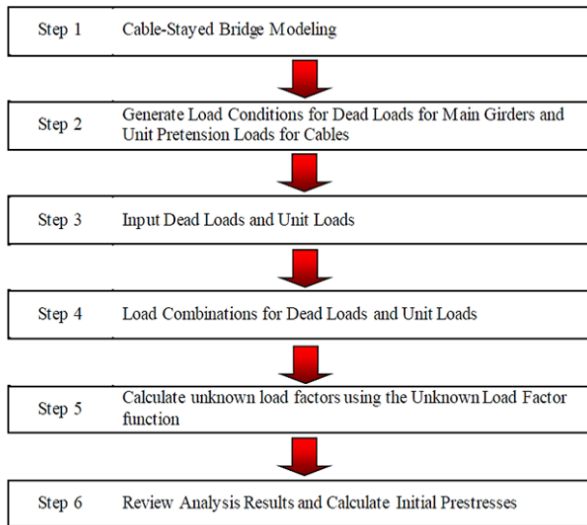 Step 1 Cable-Stayed Bridge Modeling
Step 2 Generate Load Conditions for Dead Loads for Main Girders and
Unit Pretension Loads for Cables
Step 3 Input Dead Loads and Unit Loads
Step 4 Load Combinations for Dead Loads and Unit Loads
Step 5 Calculate unknown load factors using the Unknown Load Factor
function
Step 6 Review Analysis Results and Calculate Initial Prestresses